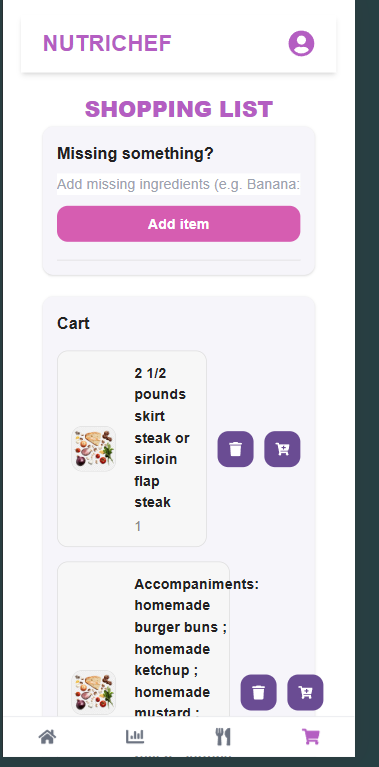 NUTRICHEF
SHOPPING LIST
Missing something?
Add missing ingredients (e.g. Banana:
Add item
Cart
2 1/2
pounds
skirt
steak or
sirloin
flap
steak
1
Accompaniments:
homemade
burger buns ;
homemade
ketchup ;
homemade
mustard ;